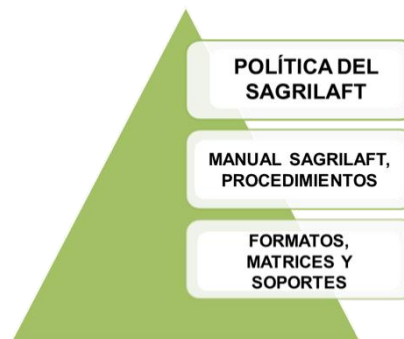 POLÍTICA DEL
SAGRILAFT
MANUAL SAGRILAFT,
PROCEDIMIENTOS
FORMATOS,
MATRICES Y
SOPORTES